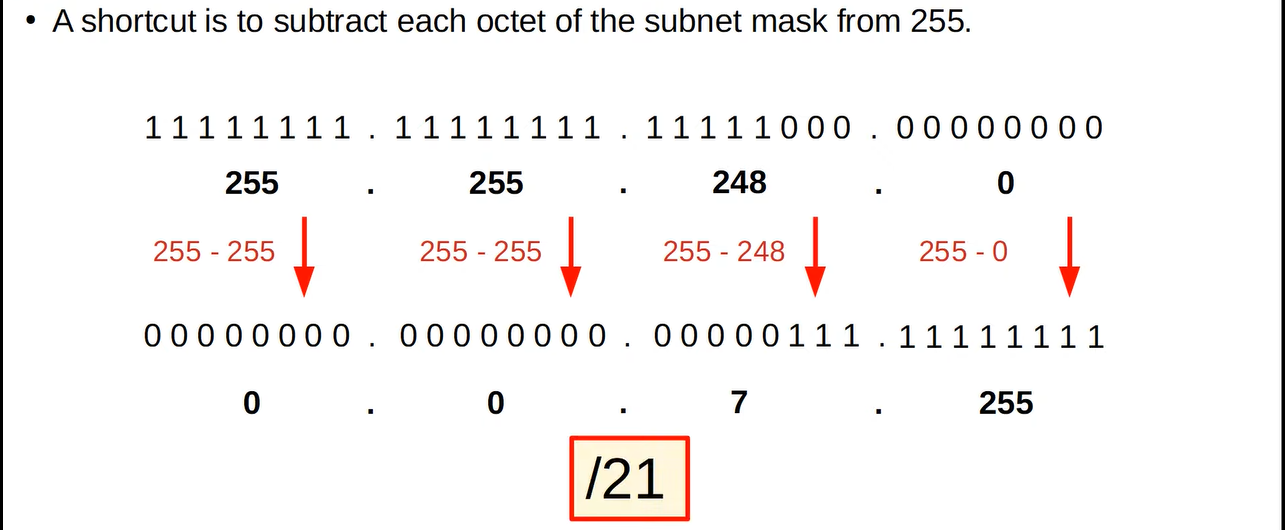 • A shortcut is to subtract each octet of the subnet mask from 255.
1 1 1 1 1 1 1 1 . 1 1 1 1 1 1 1 1 . 1 1 1 1 1 0 0 0 . 0 0 0 0 0 0 0 0
255 . 255 . 248 . 0
255 - 255 255 - 255 255 - 248 255 - 0
0 0 0 0 0 0 0 0 . 0 0 0 0 0 0 0 0 . 0 0 0 0 0 1 1 1 . 1 1 1 1 1 1 1 1
0 . 0 . 7 . 255
/21